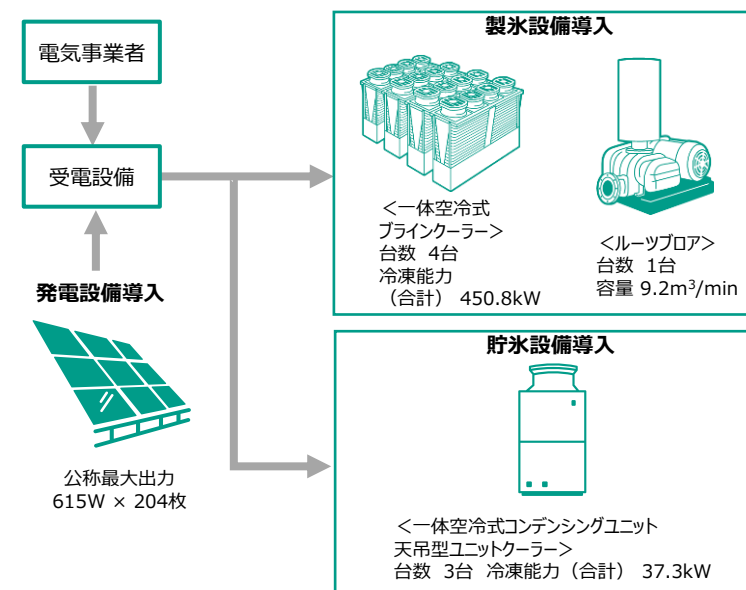 電気事業者
受電設備
発電設備導入
公称最大出力
615W × 204枚
製氷設備導入
＜一体空冷式
ブラインクーラー＞
台数 4台
冷凍能力
（合計） 450.8kW
＜ルーツブロア＞
台数 1台
容量 9.2m³/min
貯氷設備導入
＜一体空冷式コンデンシングユニット
天吊型ユニットクーラー＞
台数 3台 冷凍能力（合計） 37.3kW